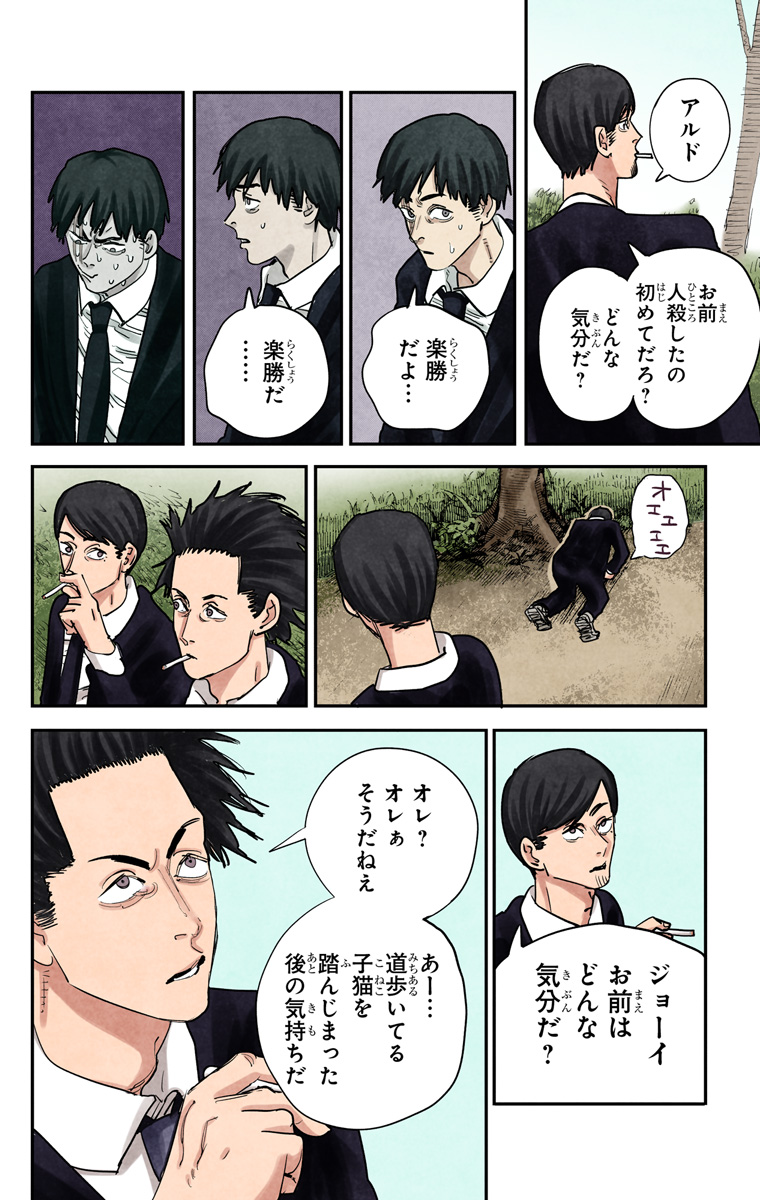 アルド
お前
人殺したの
初めてだろ?
どんな
気分だ?
楽勝
だよ…
楽勝だ
……
オエエエエ
ジョーイ
お前は
どんな
気分だ?
オレ?
オレぁ
そうだねえ
あー…
道歩いてる
子猫を
踏んじまった
後の気持ちだ